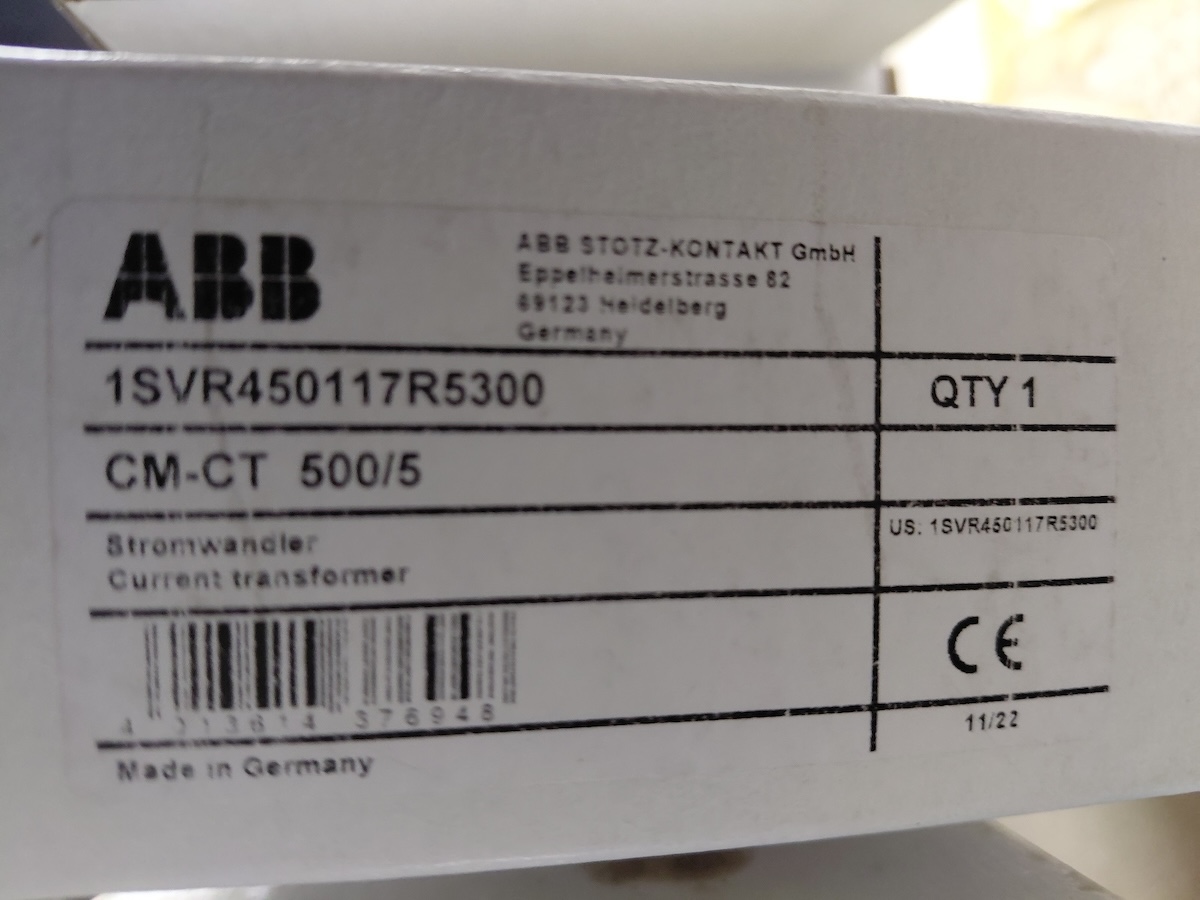 ABB
ABB STOTZ-KONTAKT GmbH
Eppelheimerstrasse 82
69123 Heidelberg
Germany
1SVR450117R5300
QTY 1
CM-CT 500/5
US: 1SVR450117R5300
Stromwandler
Current transformer
CE
4 013614 376948
11/22
Made in Germany